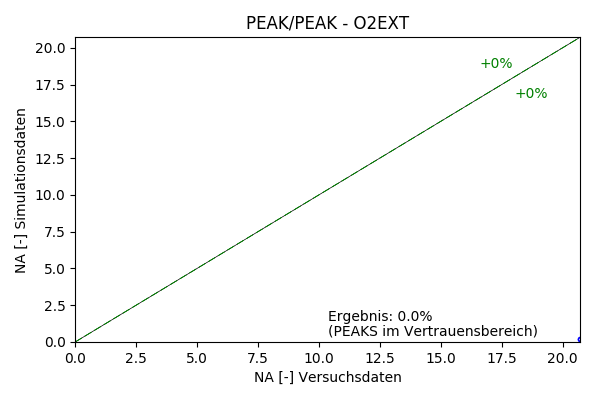 PEAK/PEAK - O2EXT
20.0
17.5
15.0
12.5
10.0
7.5
5.0
2.5
0.0
NA [-] Simulationsdaten
+0%
+0%
Ergebnis: 0.0%
(PEAKS im Vertrauensbereich)
0.0 2.5 5.0 7.5 10.0 12.5 15.0 17.5 20.0
NA [-] Versuchsdaten